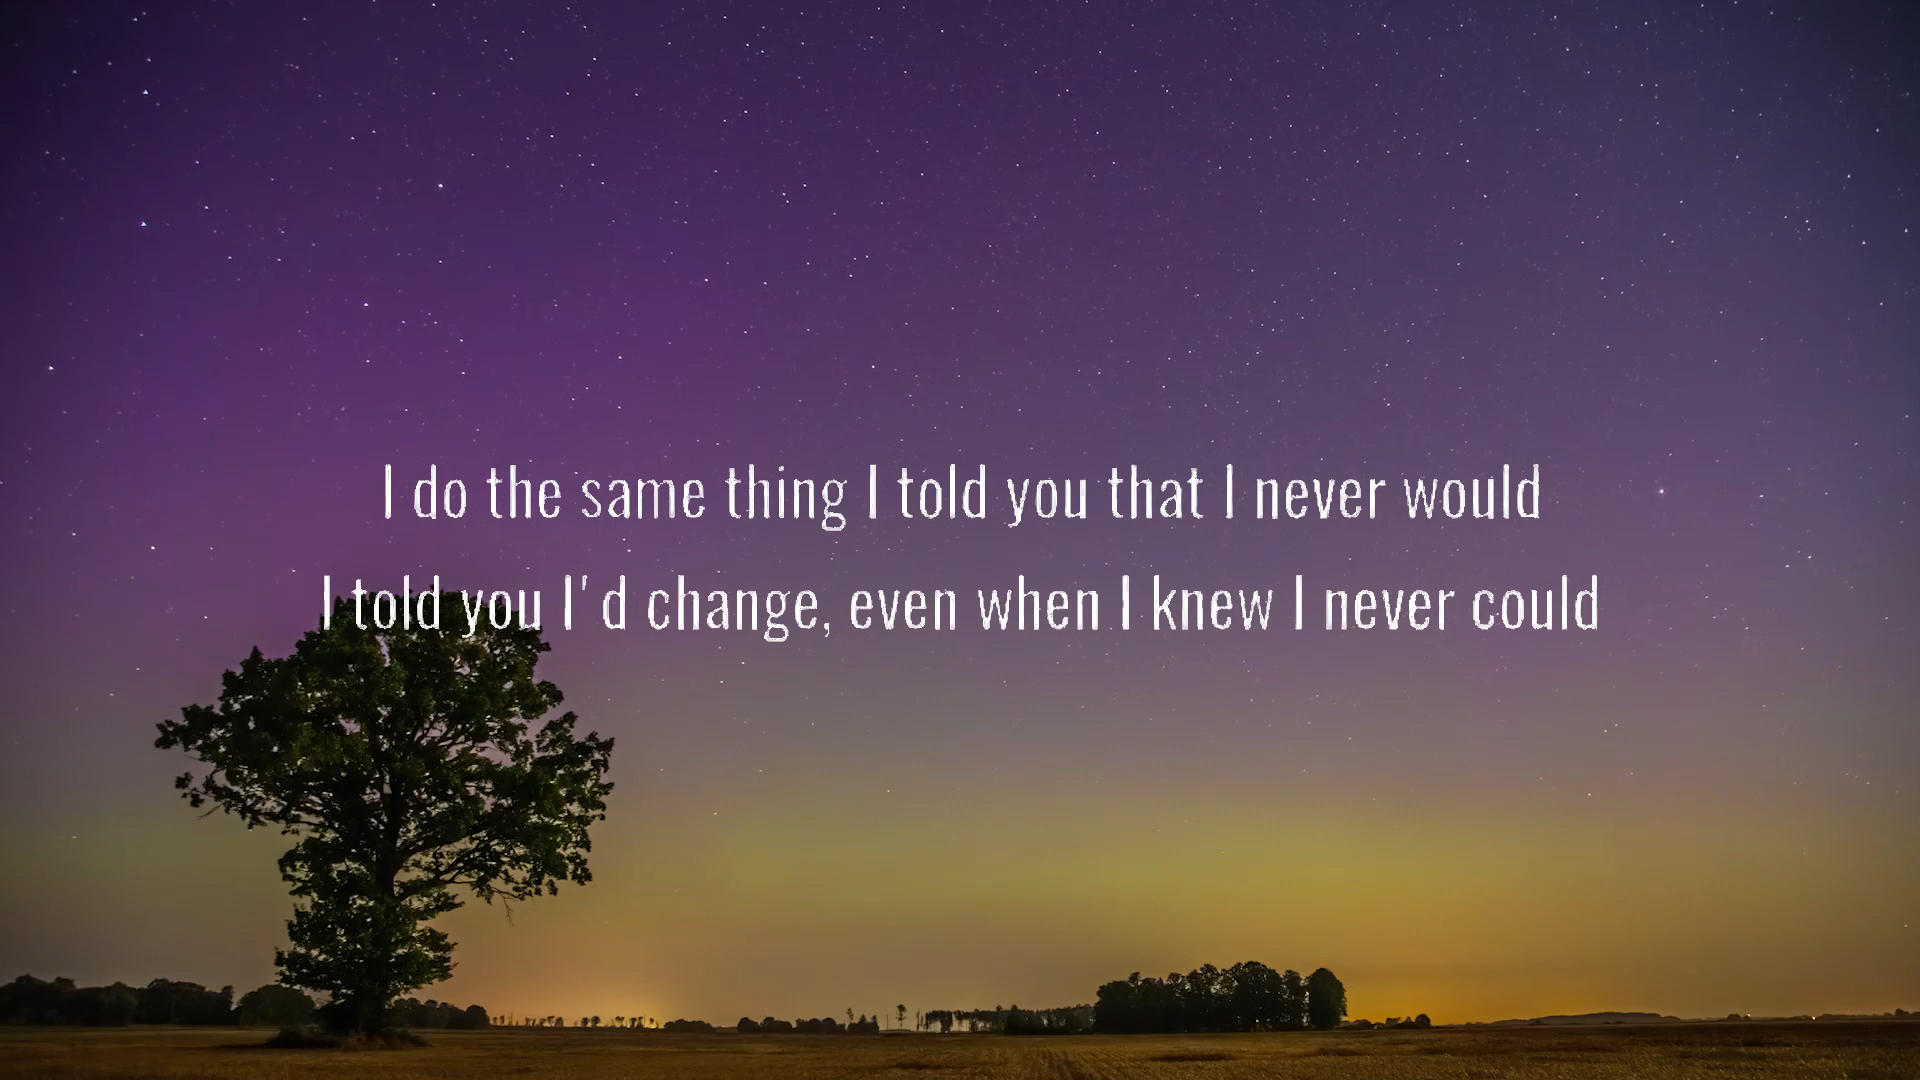 I do the same thing I told you that I never would
I told you I'd change, even when I knew I never could